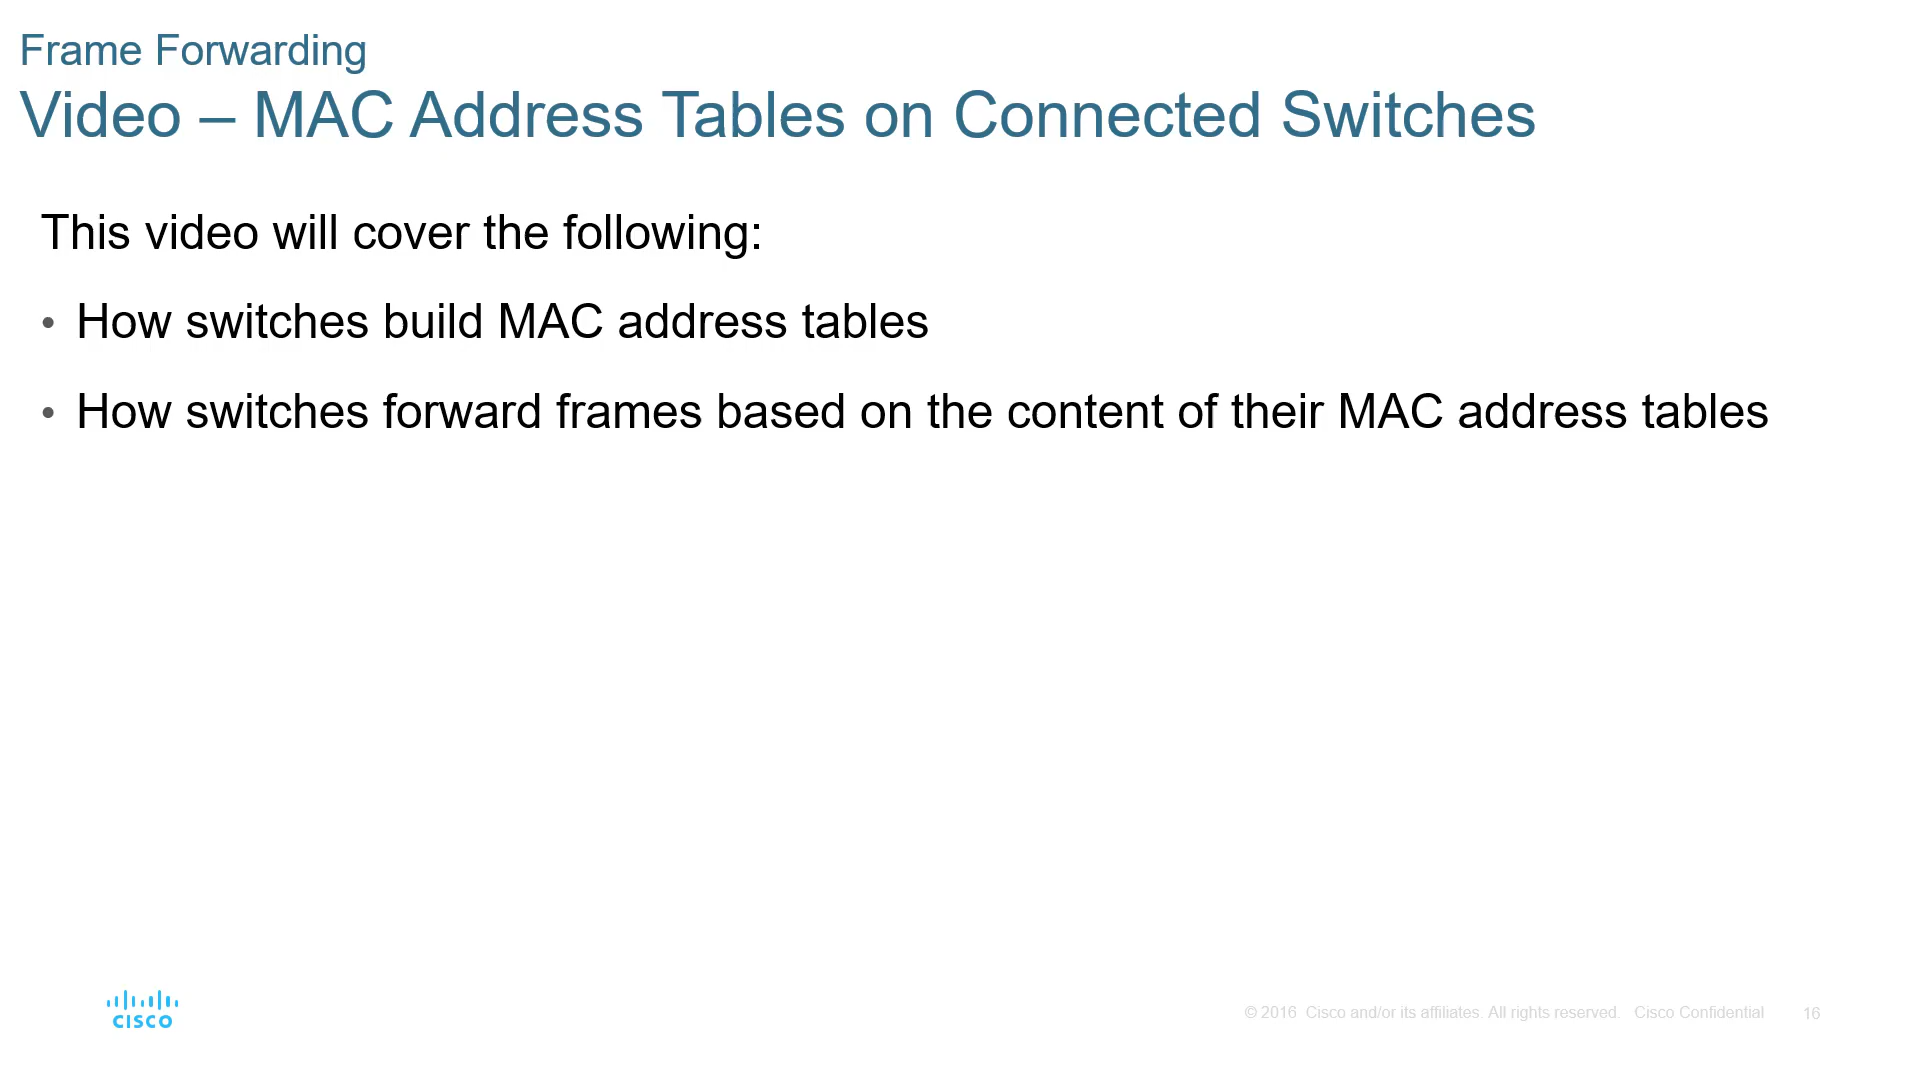 Frame Forwarding
Video – MAC Address Tables on Connected Switches
This video will cover the following:
• How switches build MAC address tables
• How switches forward frames based on the content of their MAC address tables
CISCO
© 2016 Cisco and/or its affiliates. All rights reserved. Cisco Confidential 16